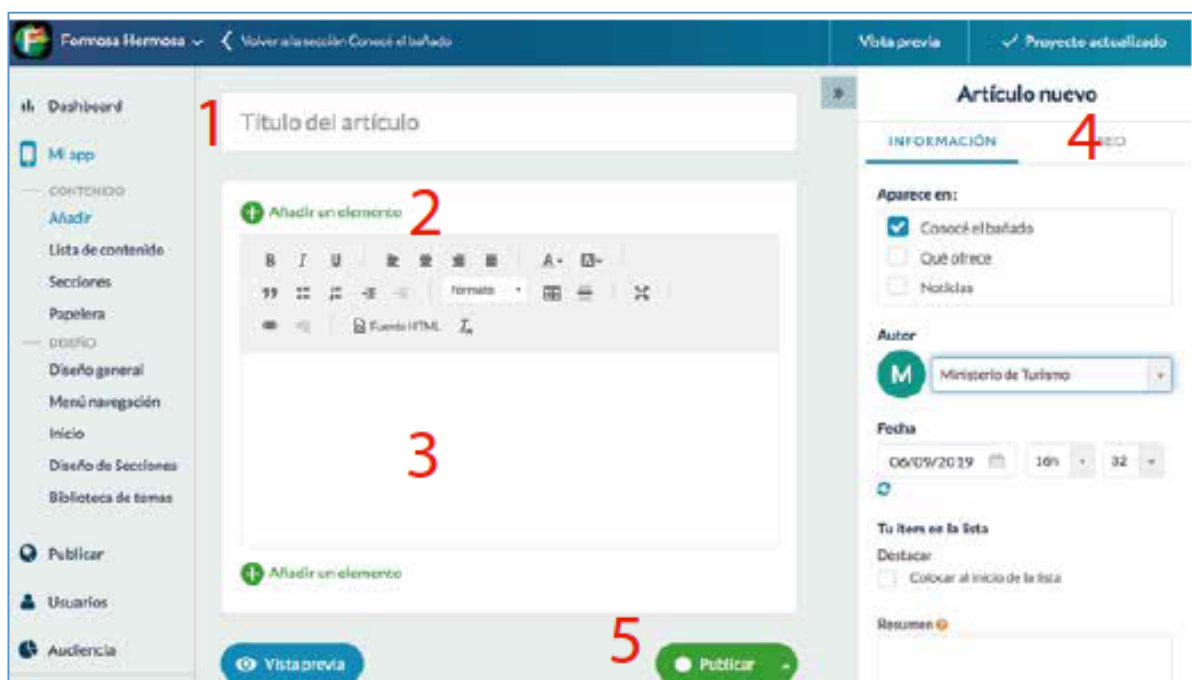 Formosa Hermosa
Volver a la sección Conocé el bañado
Vista previa
Proyecto actualizado
Dashboard
Mi app
CONTENIDO
Añadir
Lista de contenido
Secciones
Papelera
DISEÑO
Diseño general
Menú navegación
Inicio
Diseño de Secciones
Biblioteca de temas
Publicar
Usuarios
Audiencia
1
Título del artículo
2
Añadir un elemento
B I U A
Formato
Fuente HTML
3
Añadir un elemento
5
Vista previa
Publicar
Artículo nuevo
4
INFORMACIÓN SEO
Aparece en:
Conocé el bañado
Qué ofrece
Noticias
Autor
M Ministerio de Turismo
Fecha
06/09/2019 16h 32
Tu item en la lista
Destacar
Colocar al inicio de la lista
Resumen